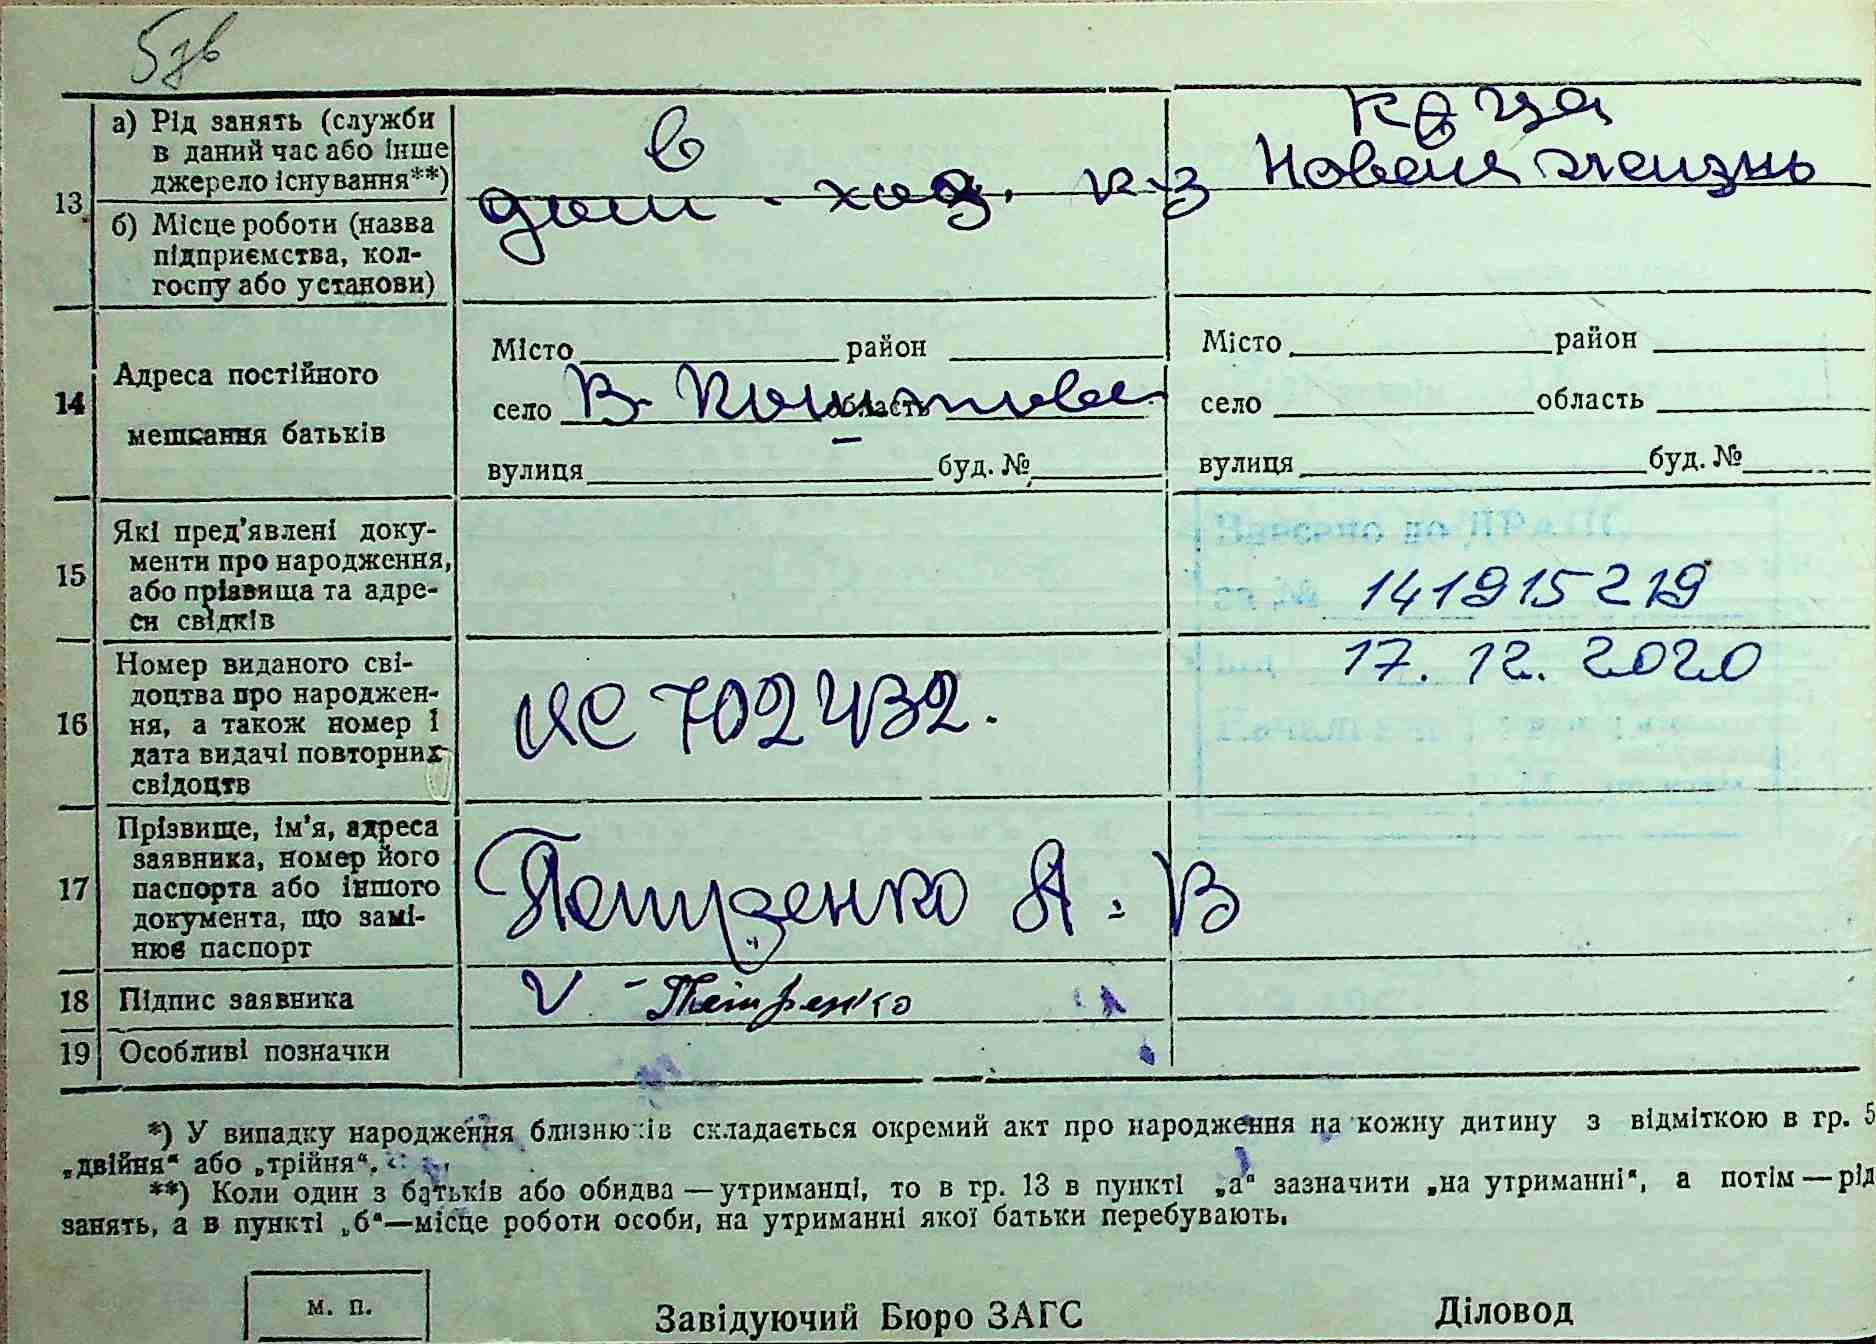 5зв
13
а) Рід занять (служби
в даний час або інше
джерело існування**)
б) Місце роботи (назва
підприємства, кол-
госпу або установи)
в
дом. хоз. к-з
Новая жизнь
14
Адреса постійного
мешкання батьків
Місто район
село В- область
вулиця буд. №
Місто район
село область
вулиця буд. №
15
Які пред'явлені доку-
менти про народження,
або прізвища та адре-
си свідків
141915219
16
Номер виданого сві-
доцтва про народжен-
ня, а також номер і
дата видачі повторних
свідоцтв
ЯС 702432.
17. 12. 2020
17
Прізвище, ім'я, адреса
заявника, номер його
паспорта або іншого
документа, що замі-
нює паспорт
Петренко А. В
18
Підпис заявника
V - Петренко
19
Особливі позначки
*) У випадку народження близнюків складається окремий акт про народження на кожну дитину з відміткою в гр. 5
„двійня“ або „трійня“.
**) Коли один з батьків або обидва — утриманці, то в гр. 13 в пункті „а“ зазначити „на утриманні“, а потім — рід
занять, а в пункті „б“—місце роботи особи, на утриманні якої батьки перебувають.
м. п.
Завідуючий Бюро ЗАГС
Діловод